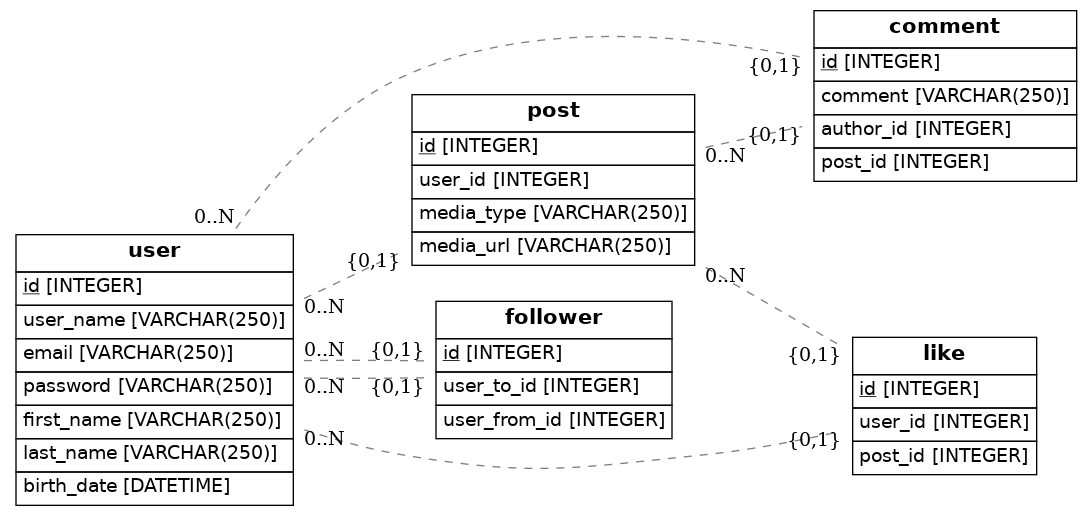 comment
id [INTEGER]
comment [VARCHAR(250)]
author_id [INTEGER]
post_id [INTEGER]
{0,1}
{0,1}
post
id [INTEGER]
user_id [INTEGER]
media_type [VARCHAR(250)]
media_url [VARCHAR(250)]
0..N
0..N
0..N
{0,1}
user
id [INTEGER]
user_name [VARCHAR(250)]
email [VARCHAR(250)]
password [VARCHAR(250)]
first_name [VARCHAR(250)]
last_name [VARCHAR(250)]
birth_date [DATETIME]
0..N
0..N {0,1}
0..N {0,1}
0..N
follower
id [INTEGER]
user_to_id [INTEGER]
user_from_id [INTEGER]
{0,1}
{0,1}
like
id [INTEGER]
user_id [INTEGER]
post_id [INTEGER]